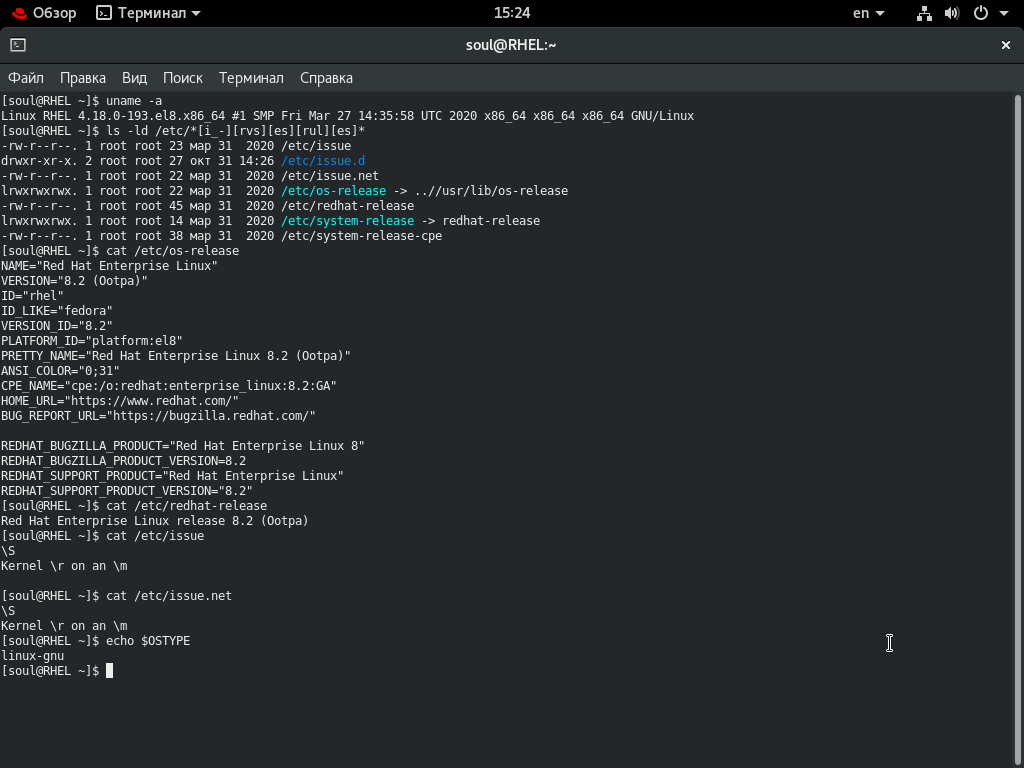 Обзор Терминал 15:24 en
soul@RHEL:~
Файл Правка Вид Поиск Терминал Справка
[soul@RHEL ~]$ uname -a
Linux RHEL 4.18.0-193.el8.x86_64 #1 SMP Fri Mar 27 14:35:58 UTC 2020 x86_64 x86_64 x86_64 GNU/Linux
[soul@RHEL ~]$ ls -ld /etc/*[i_-][rvs][es][rul][es]*
-rw-r--r--. 1 root root 23 мар 31  2020 /etc/issue
drwxr-xr-x. 2 root root 27 окт 31 14:26 /etc/issue.d
-rw-r--r--. 1 root root 22 мар 31  2020 /etc/issue.net
lrwxrwxrwx. 1 root root 22 мар 31  2020 /etc/os-release -> ..//usr/lib/os-release
-rw-r--r--. 1 root root 45 мар 31  2020 /etc/redhat-release
lrwxrwxrwx. 1 root root 14 мар 31  2020 /etc/system-release -> redhat-release
-rw-r--r--. 1 root root 38 мар 31  2020 /etc/system-release-cpe
[soul@RHEL ~]$ cat /etc/os-release
NAME="Red Hat Enterprise Linux"
VERSION="8.2 (Ootpa)"
ID="rhel"
ID_LIKE="fedora"
VERSION_ID="8.2"
PLATFORM_ID="platform:el8"
PRETTY_NAME="Red Hat Enterprise Linux 8.2 (Ootpa)"
ANSI_COLOR="0;31"
CPE_NAME="cpe:/o:redhat:enterprise_linux:8.2:GA"
HOME_URL="https://www.redhat.com/"
BUG_REPORT_URL="https://bugzilla.redhat.com/"

REDHAT_BUGZILLA_PRODUCT="Red Hat Enterprise Linux 8"
REDHAT_BUGZILLA_PRODUCT_VERSION=8.2
REDHAT_SUPPORT_PRODUCT="Red Hat Enterprise Linux"
REDHAT_SUPPORT_PRODUCT_VERSION="8.2"
[soul@RHEL ~]$ cat /etc/redhat-release
Red Hat Enterprise Linux release 8.2 (Ootpa)
[soul@RHEL ~]$ cat /etc/issue
\S
Kernel \r on an \m

[soul@RHEL ~]$ cat /etc/issue.net
\S
Kernel \r on an \m
[soul@RHEL ~]$ echo $OSTYPE
linux-gnu
[soul@RHEL ~]$